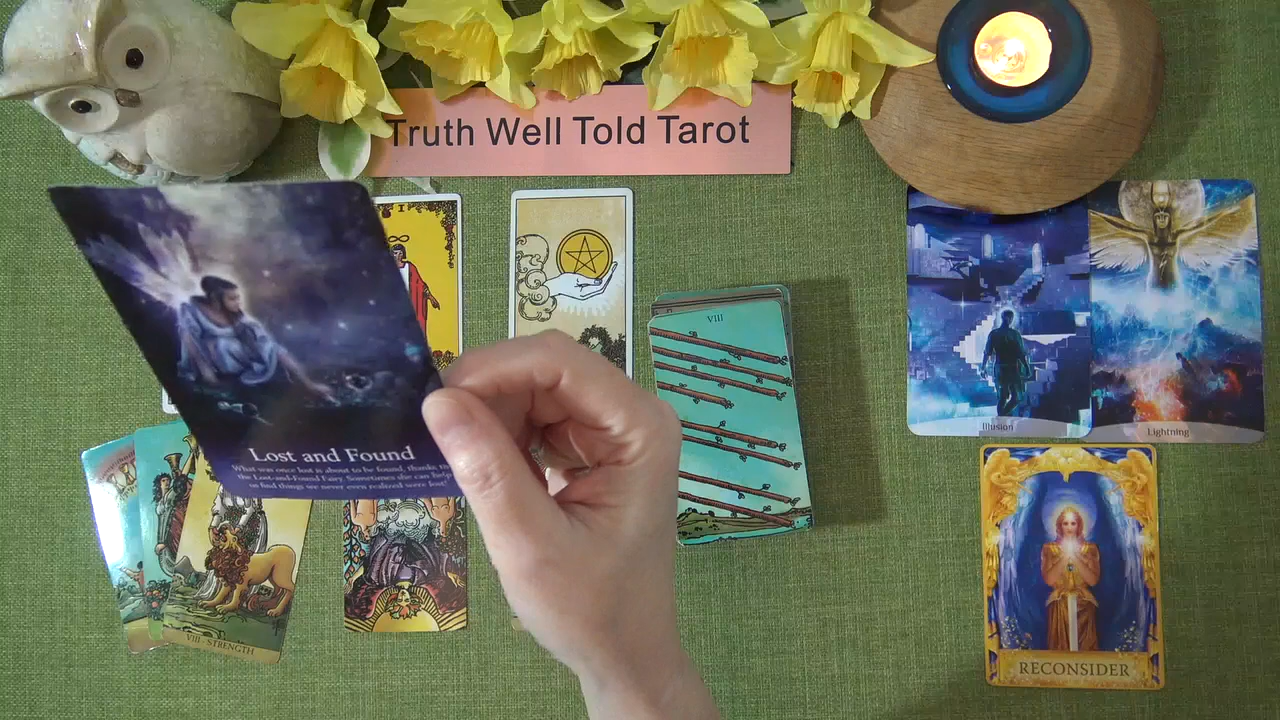 Truth Well Told Tarot
I
VIII
Lost and Found
What was once lost is about to be found, thanks to
the Lost-and-Found Fairy. Sometimes she can help
us find things we never even realized were lost!
Illusion
Lightning
VIII - STRENGTH
RECONSIDER